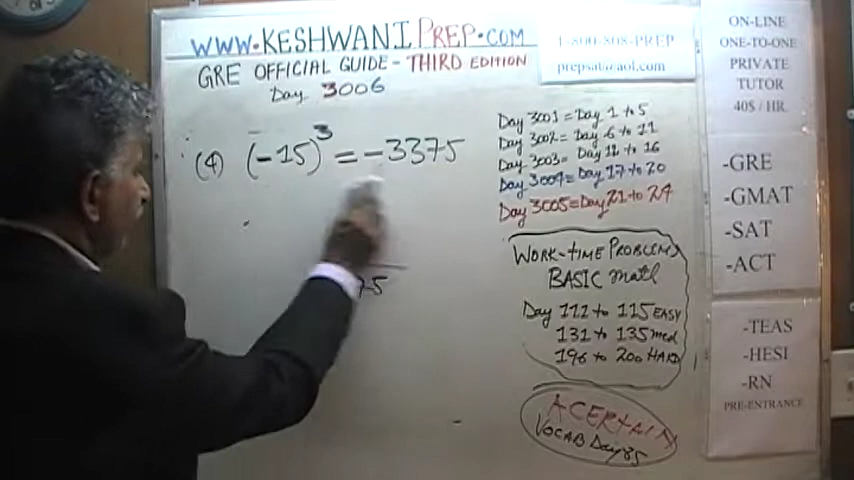 WWW.KESHWANIPREP.COM
GRE OFFICIAL GUIDE - THIRD EDITION
Day 3006
(4) (-15)³ = -3375
75
1-800-808-PREP
prepsat@aol.com
Day 3001 = Day 1 to 5
Day 3002 = Day 6 to 11
Day 3003 = Day 12 to 16
Day 3004 = Day 17 to 20
Day 3005 = Day 21 to 24
WORK-TIME PROBLEMS
BASIC math
Day 111 to 115 EASY
131 to 135 med
196 to 200 HARD
A CERTAIN
VOCAB Day 85
ON-LINE
ONE-TO-ONE
PRIVATE
TUTOR
40$ / HR.
-GRE
-GMAT
-SAT
-ACT
-TEAS
-HESI
-RN
PRE-ENTRANCE